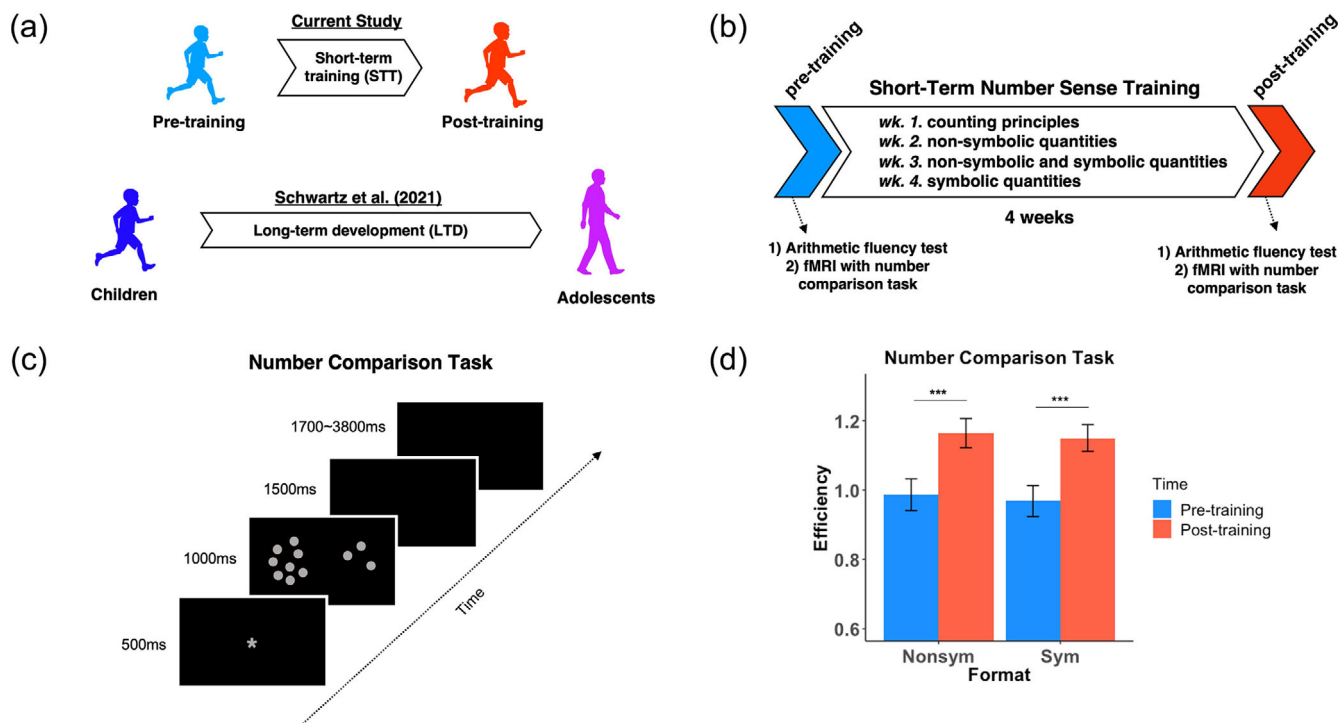 (a)
Current Study
Short-term
training (STT)
Pre-training
Post-training
Schwartz et al. (2021)
Long-term development (LTD)
Children
Adolescents
(b)
pre-training
Short-Term Number Sense Training
post-training
wk. 1. counting principles
wk. 2. non-symbolic quantities
wk. 3. non-symbolic and symbolic quantities
wk. 4. symbolic quantities
4 weeks
1) Arithmetic fluency test
2) fMRI with number
comparison task
1) Arithmetic fluency test
2) fMRI with number
comparison task
(c)
Number Comparison Task
1700~3800ms
1500ms
1000ms
500ms
*
Time
(d)
Number Comparison Task
Efficiency
1.2
1.0
0.8
0.6
***
***
Nonsym
Sym
Format
Time
Pre-training
Post-training